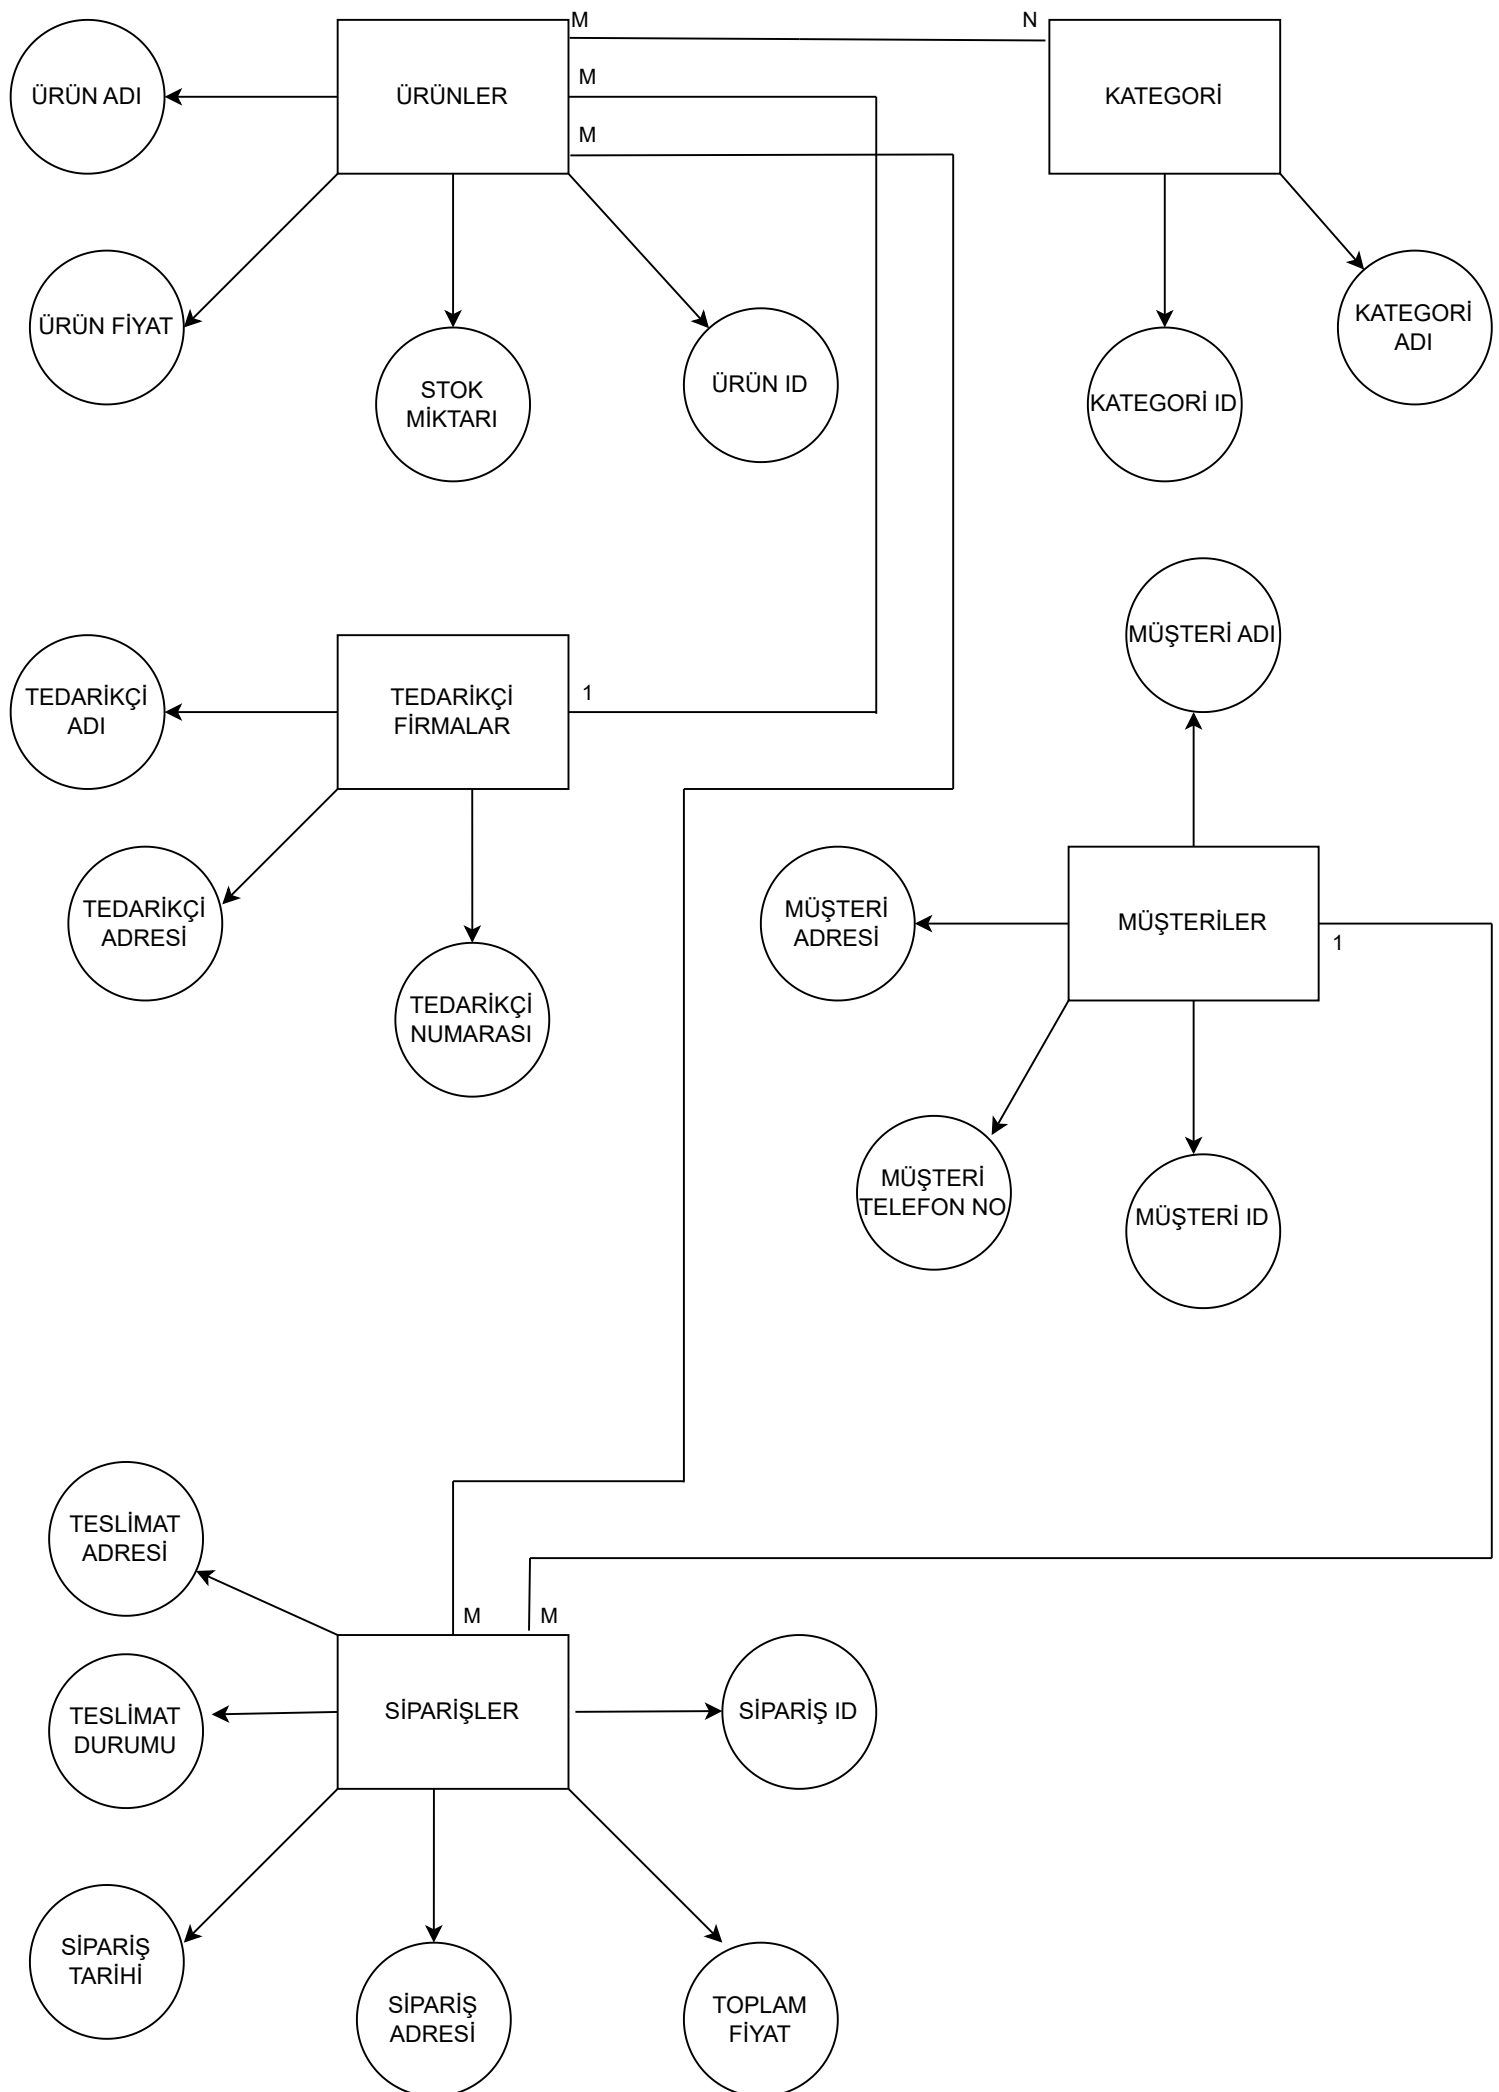 M
N
ÜRÜN ADI
ÜRÜNLER
M
KATEGORİ
M
ÜRÜN FİYAT
STOK
MİKTARI
ÜRÜN ID
KATEGORİ ID
KATEGORİ
ADI
MÜŞTERİ ADI
TEDARİKÇİ
ADI
TEDARİKÇİ
FİRMALAR
1
TEDARİKÇİ
ADRESİ
MÜŞTERİ
ADRESİ
MÜŞTERİLER
1
TEDARİKÇİ
NUMARASI
MÜŞTERİ
TELEFON NO
MÜŞTERİ ID
TESLİMAT
ADRESİ
M
M
TESLİMAT
DURUMU
SİPARİŞLER
SİPARİŞ ID
SİPARİŞ
TARİHİ
SİPARİŞ
ADRESİ
TOPLAM
FİYAT